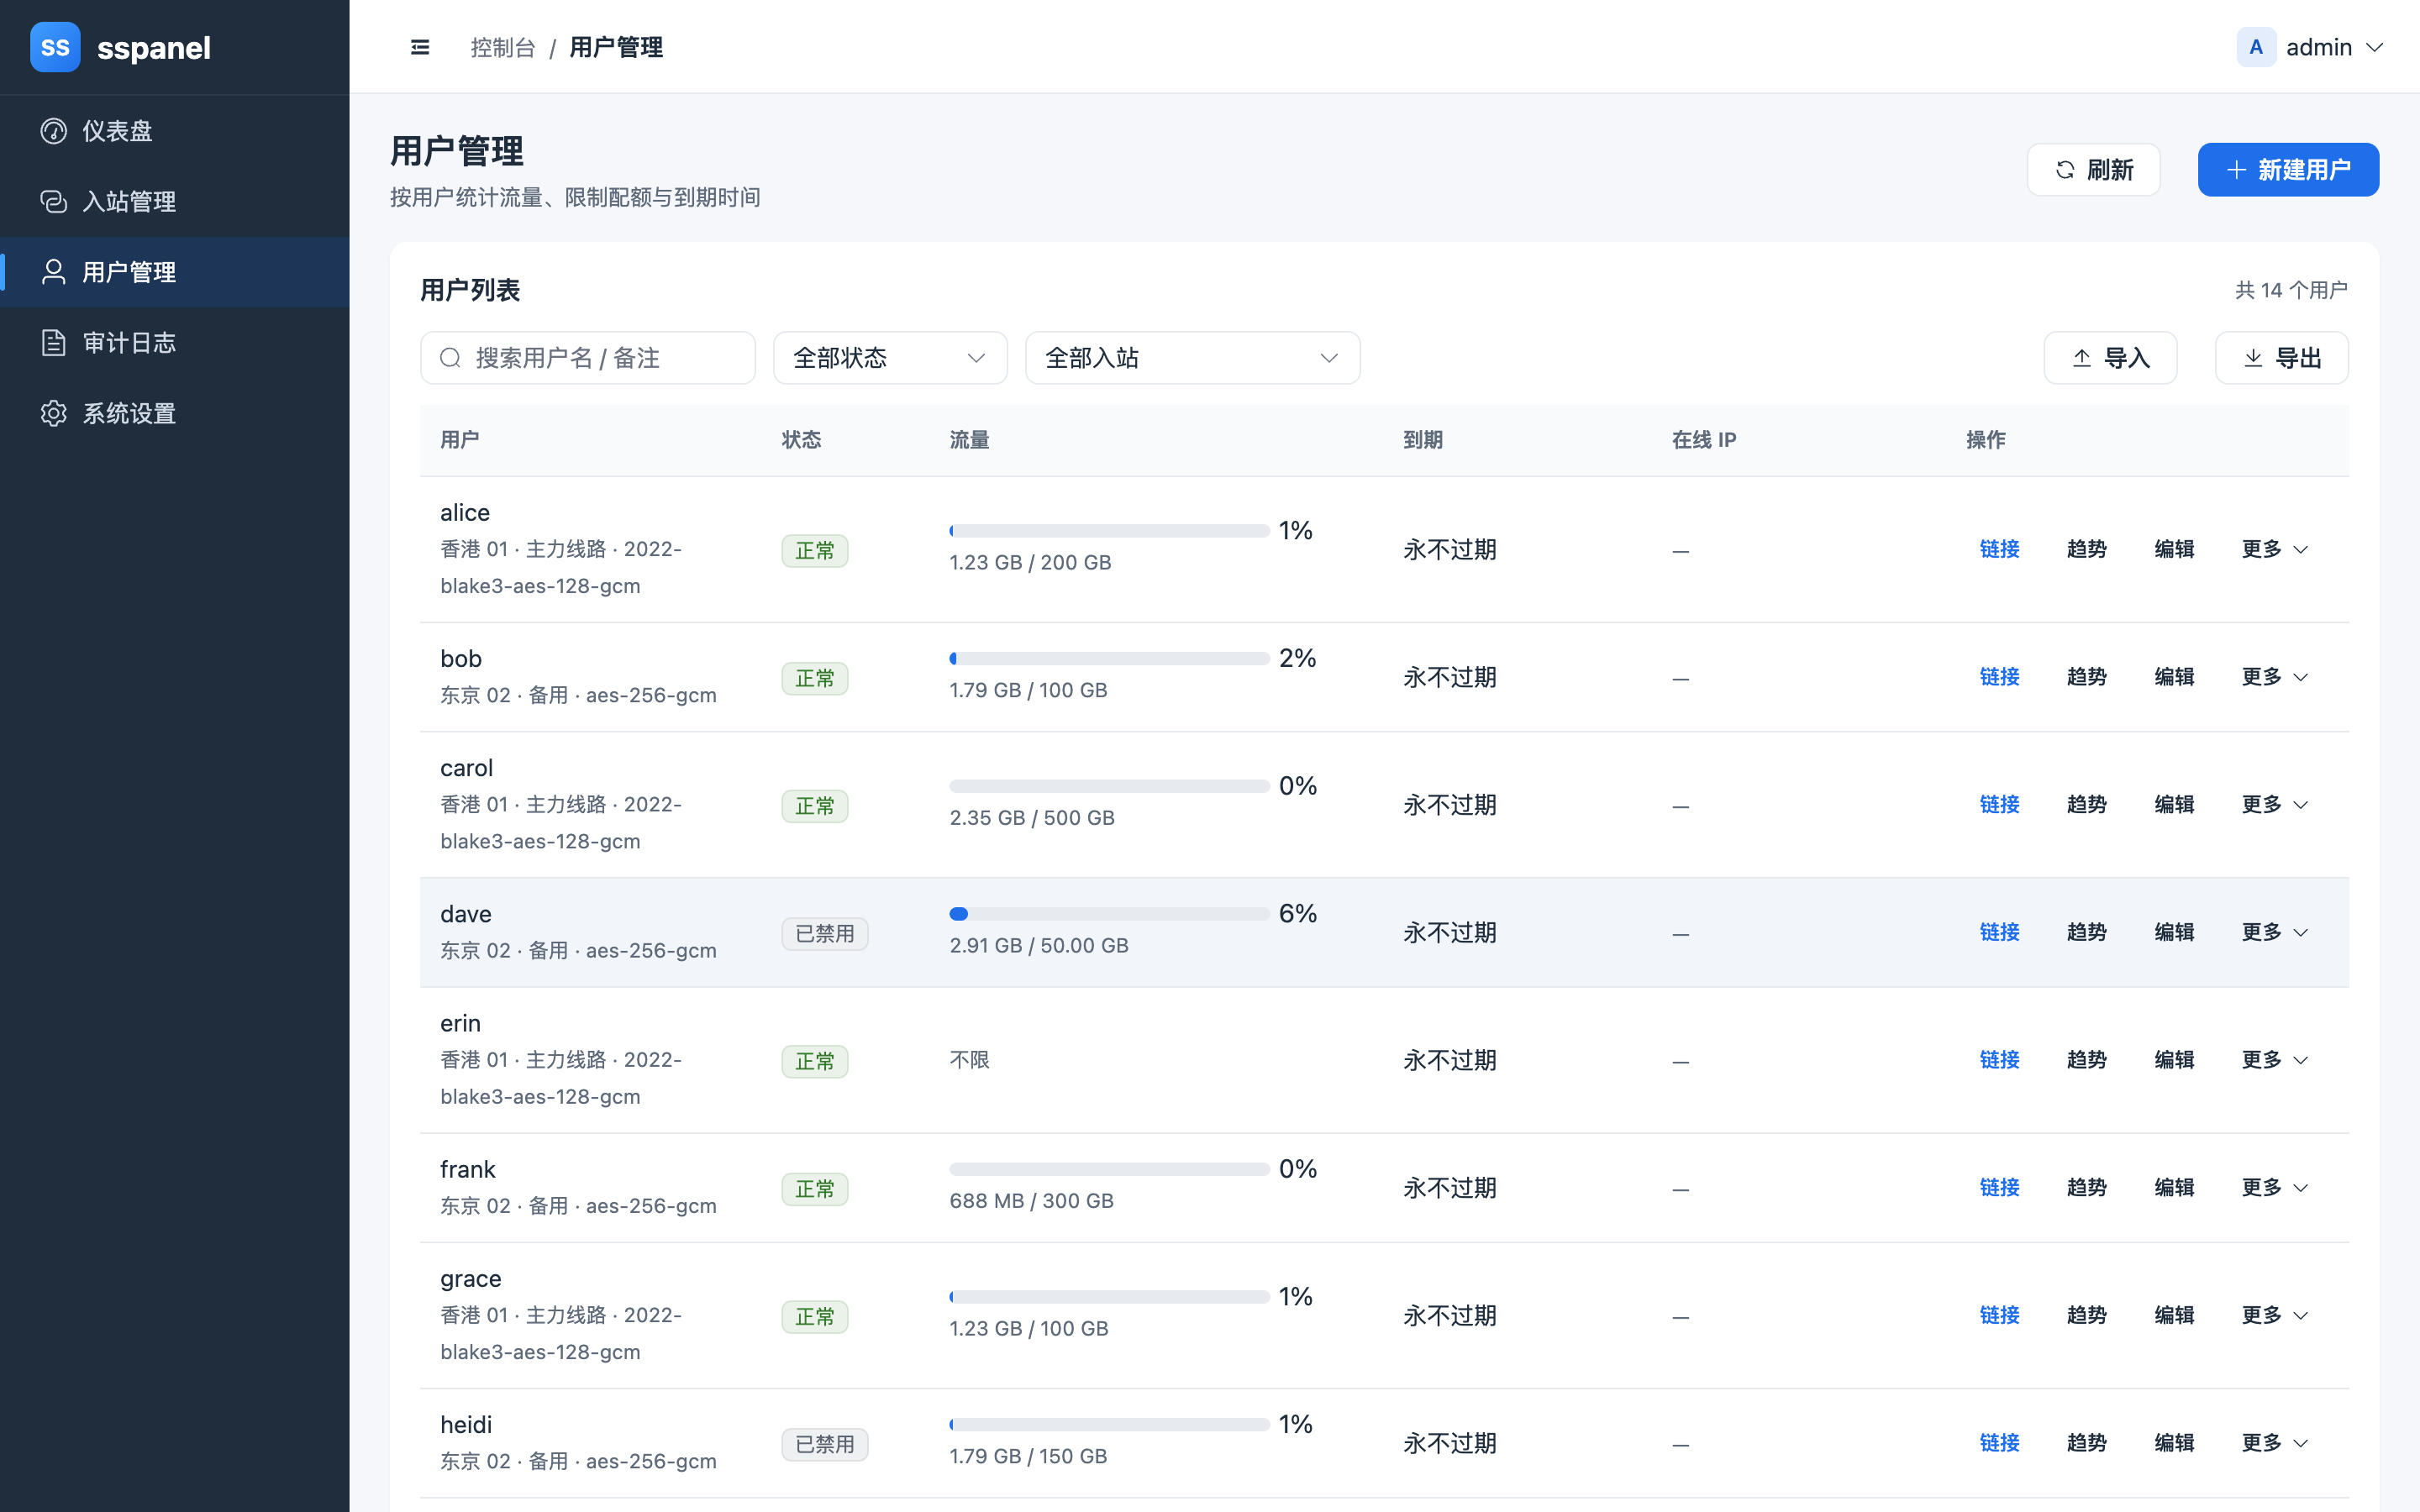 SS sspanel
仪表盘
入站管理
用户管理
审计日志
系统设置
控制台 / 用户管理
A admin
用户管理
按用户统计流量、限制配额与到期时间
刷新
新建用户
用户列表
共 14 个用户
搜索用户名 / 备注
全部状态
全部入站
导入
导出
用户 状态 流量 到期 在线 IP 操作
alice
香港 01 · 主力线路 · 2022-
blake3-aes-128-gcm
正常
1%
1.23 GB / 200 GB
永不过期
—
链接 趋势 编辑 更多
bob
东京 02 · 备用 · aes-256-gcm
正常
2%
1.79 GB / 100 GB
永不过期
—
链接 趋势 编辑 更多
carol
香港 01 · 主力线路 · 2022-
blake3-aes-128-gcm
正常
0%
2.35 GB / 500 GB
永不过期
—
链接 趋势 编辑 更多
dave
东京 02 · 备用 · aes-256-gcm
已禁用
6%
2.91 GB / 50.00 GB
永不过期
—
链接 趋势 编辑 更多
erin
香港 01 · 主力线路 · 2022-
blake3-aes-128-gcm
正常
不限
永不过期
—
链接 趋势 编辑 更多
frank
东京 02 · 备用 · aes-256-gcm
正常
0%
688 MB / 300 GB
永不过期
—
链接 趋势 编辑 更多
grace
香港 01 · 主力线路 · 2022-
blake3-aes-128-gcm
正常
1%
1.23 GB / 100 GB
永不过期
—
链接 趋势 编辑 更多
heidi
东京 02 · 备用 · aes-256-gcm
已禁用
1%
1.79 GB / 150 GB
永不过期
—
链接 趋势 编辑 更多